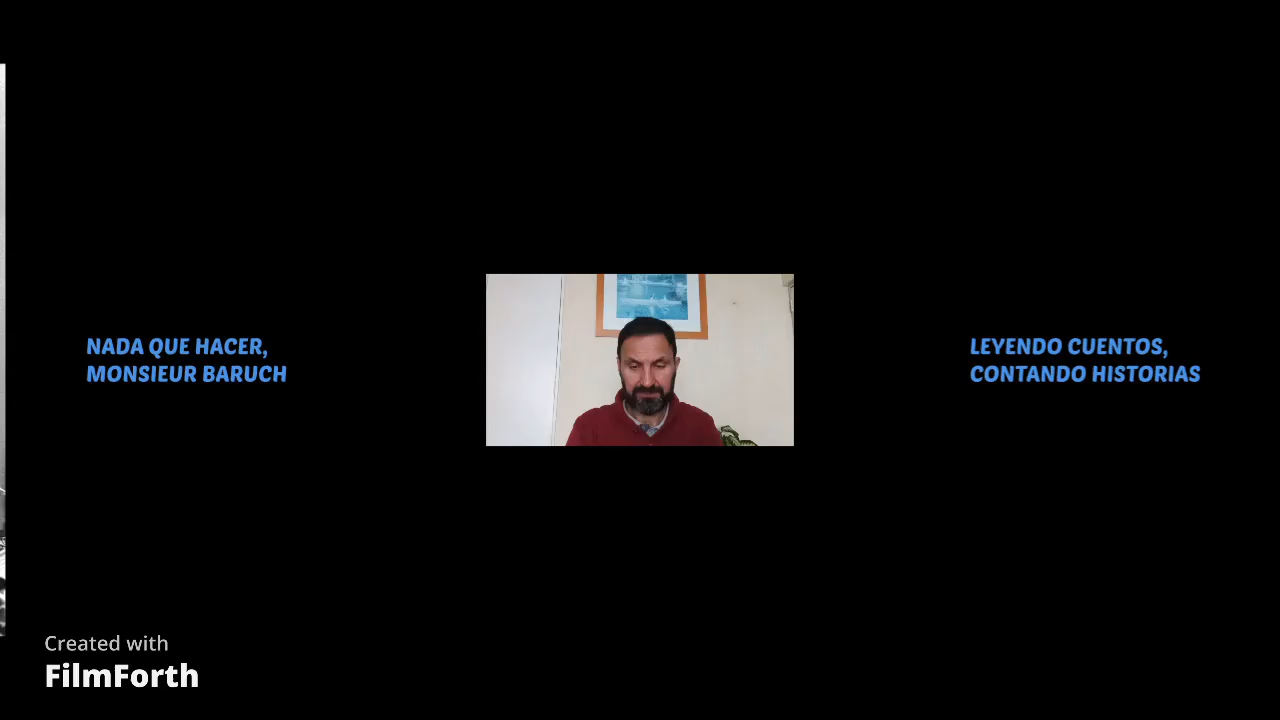 NADA QUE HACER,
MONSIEUR BARUCH
LEYENDO CUENTOS,
CONTANDO HISTORIAS
Created with
FilmForth